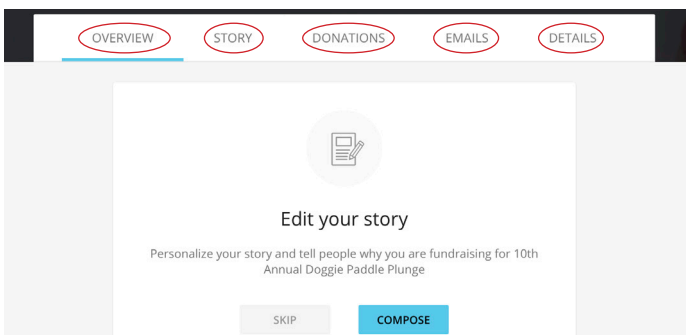 OVERVIEW STORY DONATIONS EMAILS DETAILS
Edit your story
Personalize your story and tell people why you are fundraising for 10th
Annual Doggie Paddle Plunge
SKIP COMPOSE